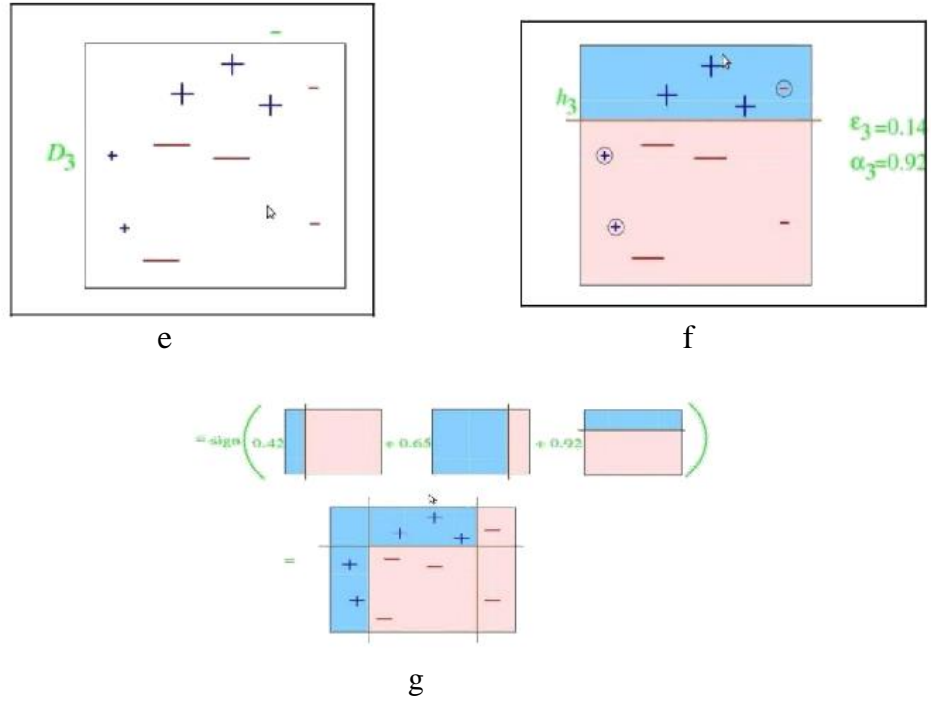 D3
h3
ε3=0.14
α3=0.92
e
f
= sign ( 0.42 + 0.65 + 0.92 )
=
g